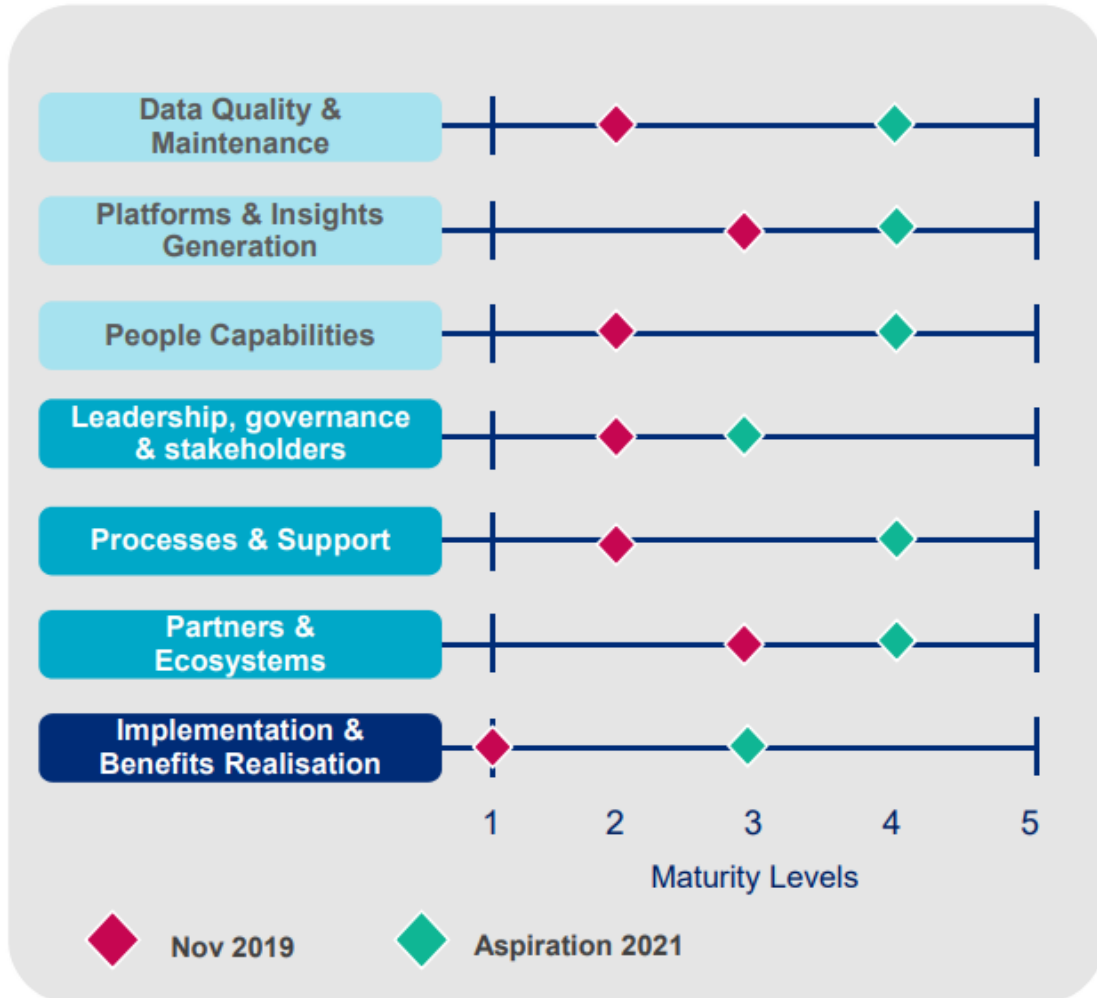 Data Quality &
Maintenance
Platforms & Insights
Generation
People Capabilities
Leadership, governance
& stakeholders
Processes & Support
Partners &
Ecosystems
Implementation &
Benefits Realisation
1 2 3 4 5
Maturity Levels
Nov 2019 Aspiration 2021